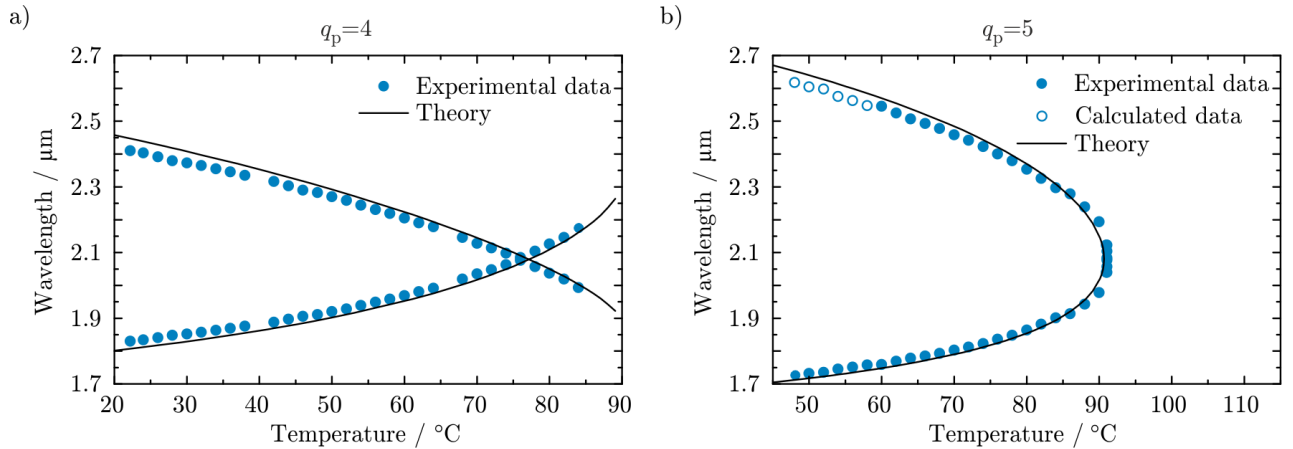 a)
q_p=4
2.7
2.5
2.3
2.1
1.9
1.7
Wavelength / μm
Experimental data
Theory
20 30 40 50 60 70 80 90
Temperature / °C
b)
q_p=5
2.7
2.5
2.3
2.1
1.9
1.7
Wavelength / μm
Experimental data
Calculated data
Theory
50 60 70 80 90 100 110
Temperature / °C